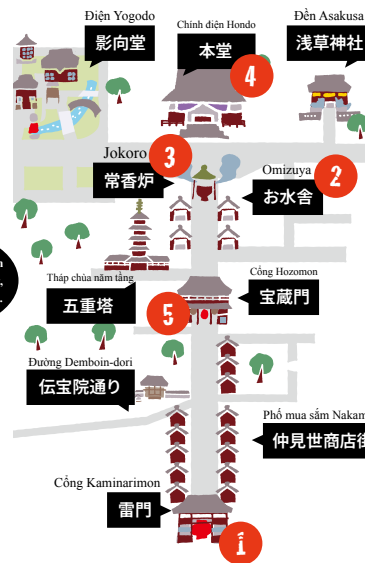 Điện Yogodo
影向堂
Chính điện Hondo
本堂
4
Đền Asakusa
浅草神社
Jokoro
常香炉
3
Omizuya
お水舎
2
Tháp chùa năm tầng
五重塔
5
Cổng Hozomon
宝蔵門
Đường Demboin-dori
伝宝院通り
Phố mua sắm Nakam
仲見世商店街
Cổng Kaminarimon
雷門
1